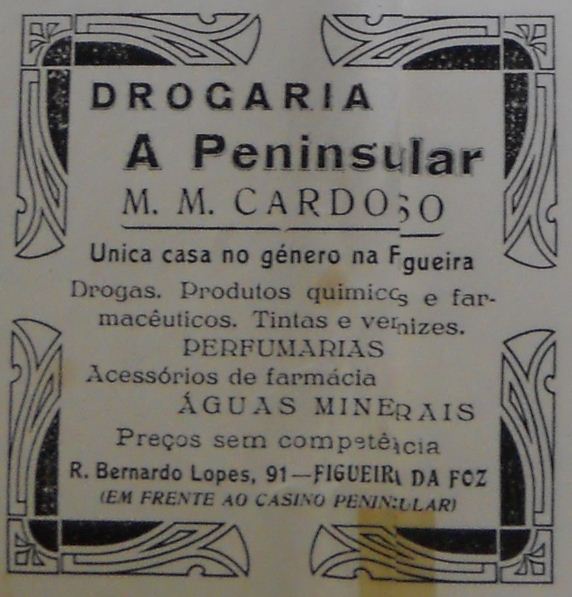 DROGARIA
A Peninsular
M. M. CARDOSO
Unica casa no género na Figueira
Drogas. Produtos quimicos e far-
macêuticos. Tintas e vernizes.
PERFUMARIAS
Acessórios de farmácia
ÁGUAS MINERAIS
Preços sem competência
R. Bernardo Lopes, 91—FIGUEIRA DA FOZ
(EM FRENTE AO CASINO PENINSULAR)